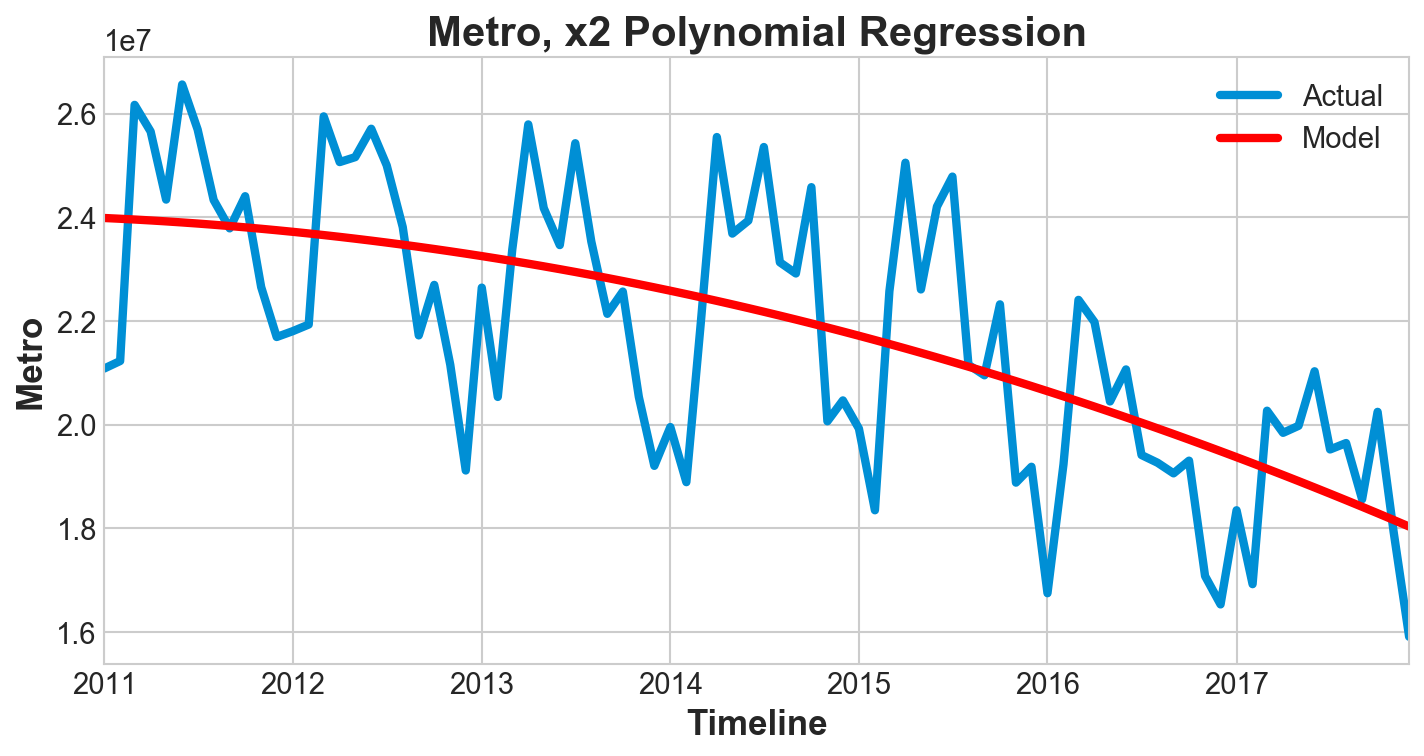 Metro, x2 Polynomial Regression
1e7
Actual
Model
2.6
2.4
2.2
2.0
1.8
1.6
Metro
2011 2012 2013 2014 2015 2016 2017
Timeline